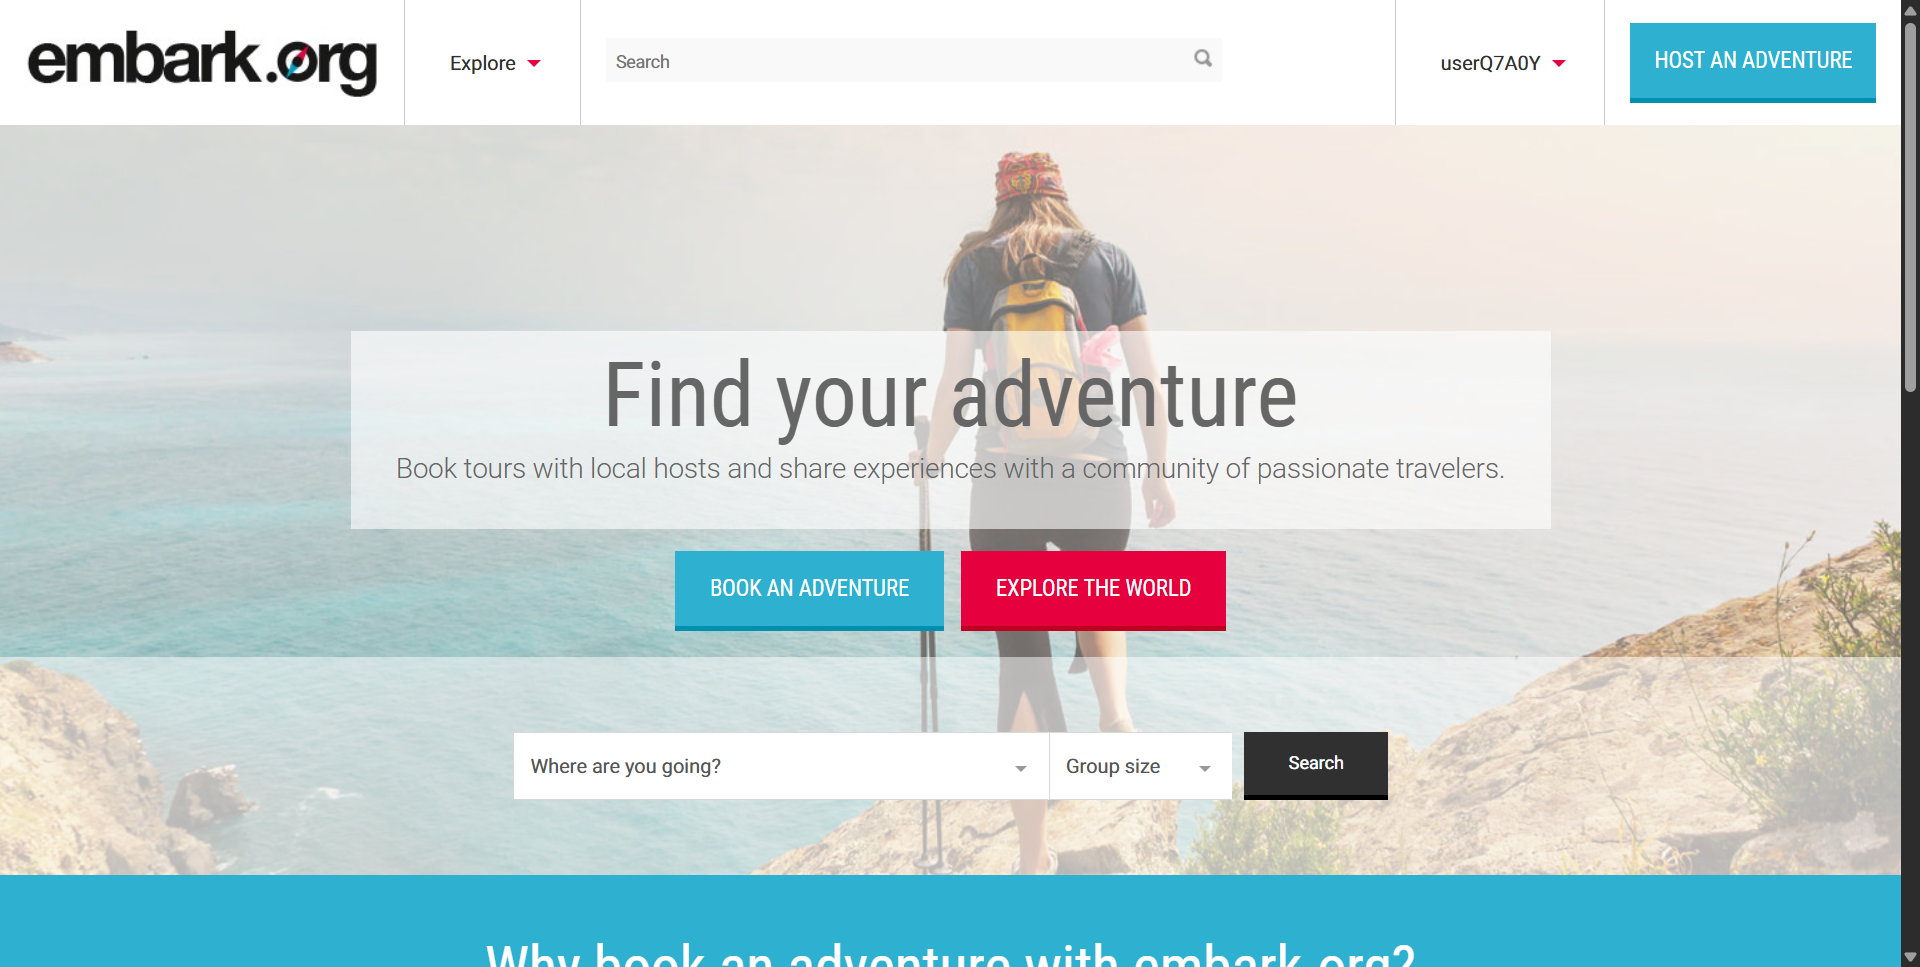 embark.org
Explore
Search
userQ7A0Y
HOST AN ADVENTURE
Find your adventure
Book tours with local hosts and share experiences with a community of passionate travelers.
BOOK AN ADVENTURE
EXPLORE THE WORLD
Where are you going?
Group size
Search
Why book an adventure with embark.org?